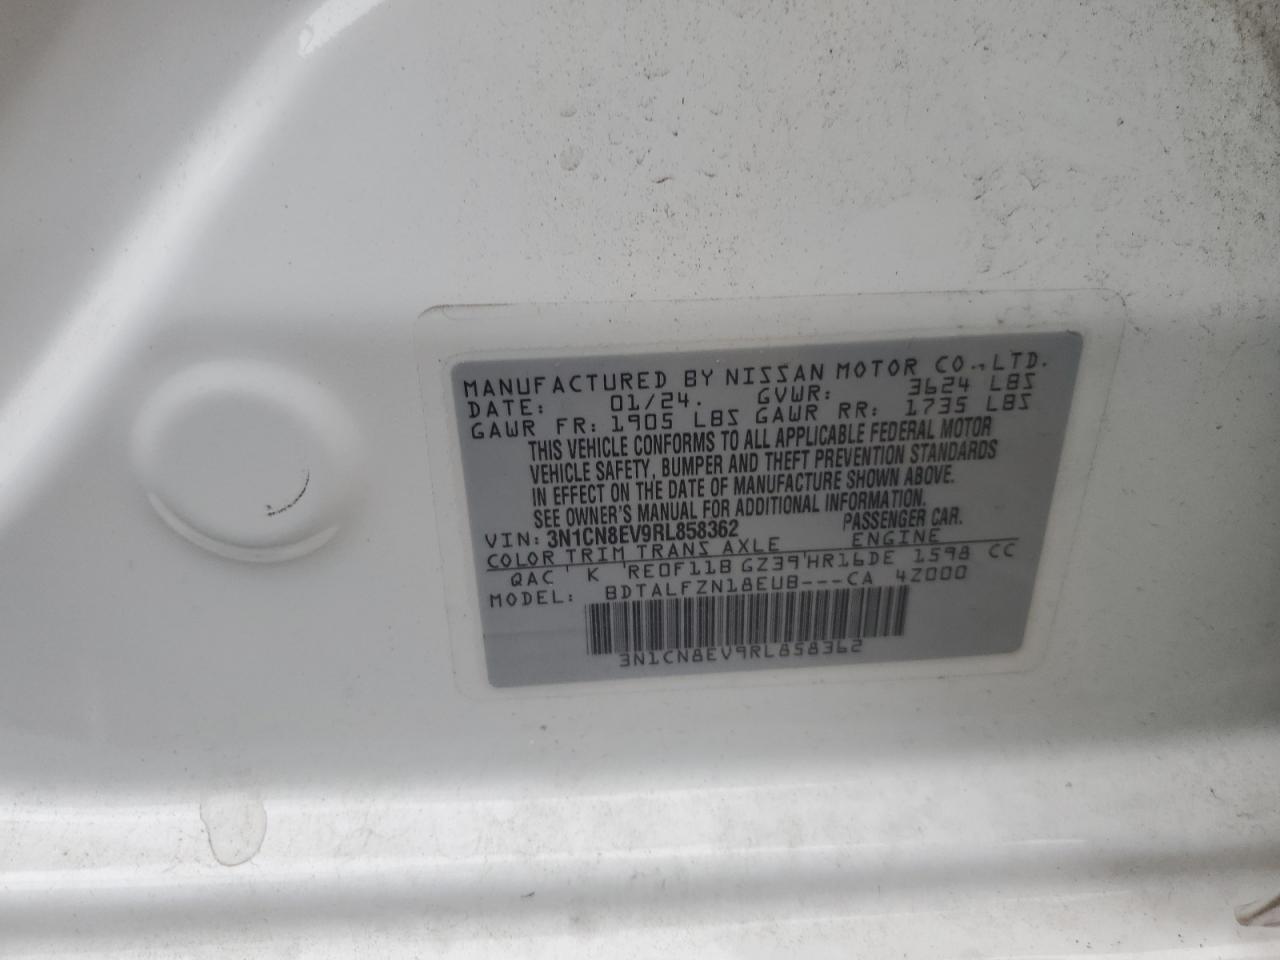 MANUFACTURED BY NISSAN MOTOR CO., LTD.
DATE: 01/24. GVWR: 3624 LBS
GAWR FR: 1905 LBS GAWR RR: 1735 LBS
THIS VEHICLE CONFORMS TO ALL APPLICABLE FEDERAL MOTOR
VEHICLE SAFETY, BUMPER AND THEFT PREVENTION STANDARDS
IN EFFECT ON THE DATE OF MANUFACTURE SHOWN ABOVE.
SEE OWNER'S MANUAL FOR ADDITIONAL INFORMATION.
VIN: 3N1CN8EV9RL858362 PASSENGER CAR.
COLOR TRIM TRANS AXLE ENGINE
QAC K RE0F11B GZ39 HR16DE 1598 CC
MODEL: BDTALFZN18EUB---CA 4Z000
3N1CN8EV9RL858362